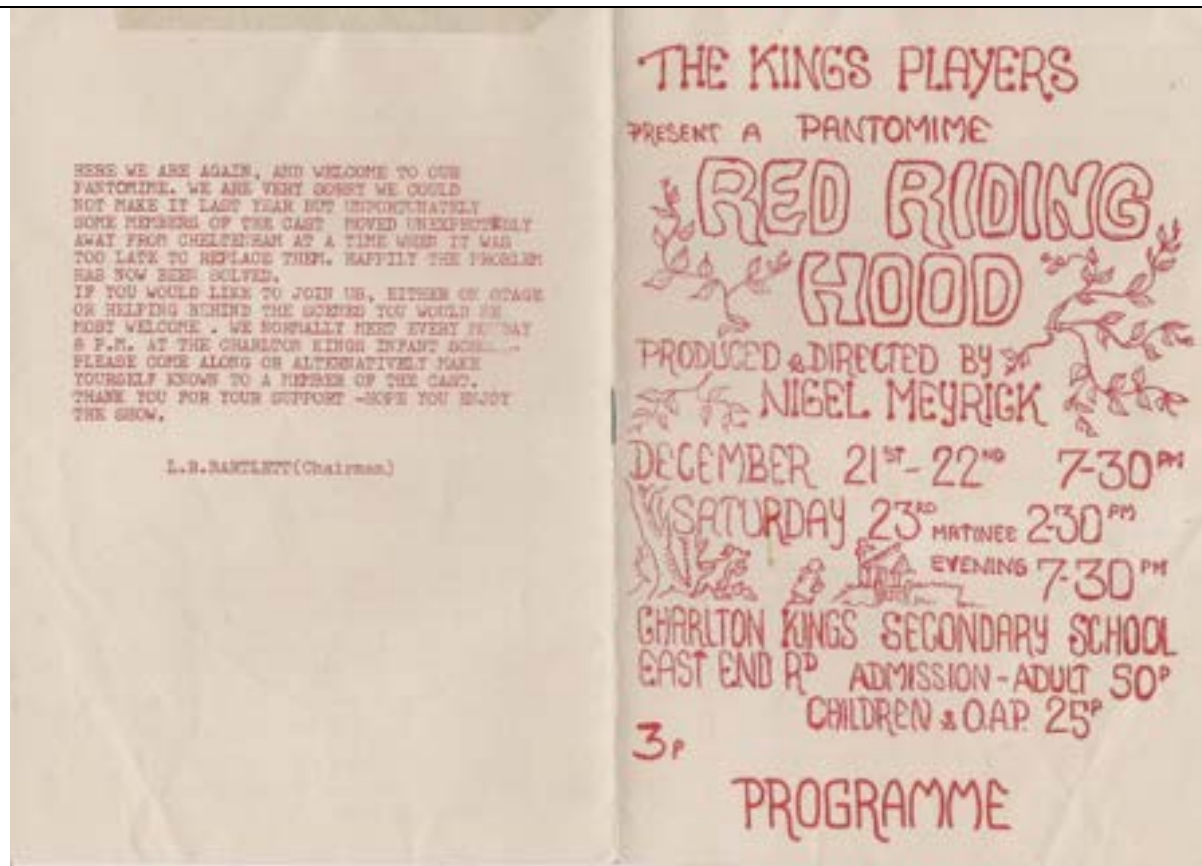 HERE WE ARE AGAIN, AND WELCOME TO OUR
PANTOMIME. WE ARE VERY SORRY WE COULD
NOT MAKE IT LAST YEAR BUT UNFORTUNATELY
SOME MEMBERS OF THE CAST MOVED UNEXPECTEDLY
AWAY FROM CHELTENHAM AT A TIME WHEN IT WAS
TOO LATE TO REPLACE THEM. HAPPILY THE PROBLEM
HAS NOW BEEN SOLVED.
IF YOU WOULD LIKE TO JOIN US, EITHER ON STAGE
OR HELPING BEHIND THE SCENES YOU WOULD BE
MOST WELCOME . WE NORMALLY MEET EVERY
8 P.M. AT THE CHARLTON KINGS INFANT
PLEASE COME ALONG OR ALTERNATIVELY MAKE
YOURSELF KNOWN TO A MEMBER OF THE CAST.
THANK YOU FOR YOUR SUPPORT -HOPE YOU ENJOY
THE SHOW.
L.R.BARTLETT(Chairman)
THE KINGS PLAYERS
PRESENT A PANTOMIME
RED RIDING
HOOD
PRODUCED & DIRECTED BY
NIGEL MEYRICK
DECEMBER 21ST - 22ND 7-30PM
SATURDAY 23RD MATINEE 2-30PM
EVENING 7-30PM
CHARLTON KINGS SECONDARY SCHOOL
EAST END RD ADMISSION - ADULT 50P
CHILDREN & O.A.P. 25P
3P
PROGRAMME